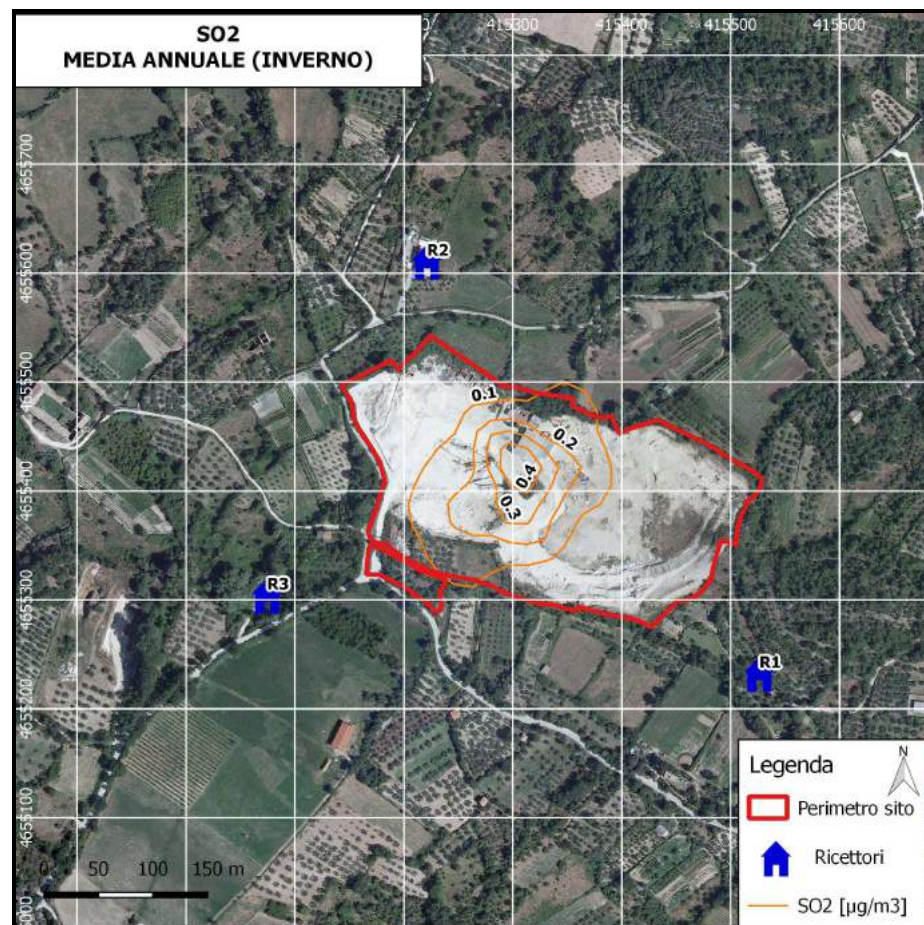 SO2
MEDIA ANNUALE (INVERNO)
415300
415400
415500
415600
4655700
4655600
4655500
4655400
4655300
4655200
4655100
R2
R3
R1
0.1
0.2
0.4
0.3
0 50 100 150 m
Legenda
N
Perimetro sito
Ricettori
SO2 [µg/m3]